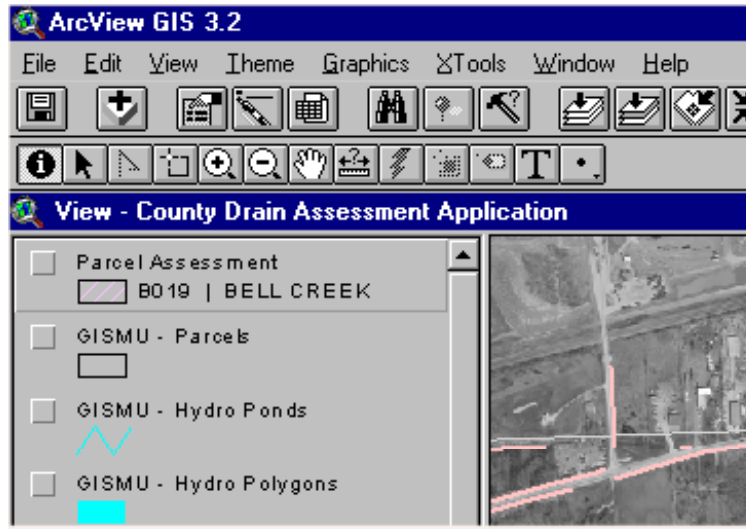 ArcView GIS 3.2
File Edit View Theme Graphics XTools Window Help
T
View - County Drain Assessment Application
Parcel Assessment
B019 | BELL CREEK
GISMU - Parcels
GISMU - Hydro Ponds
GISMU - Hydro Polygons